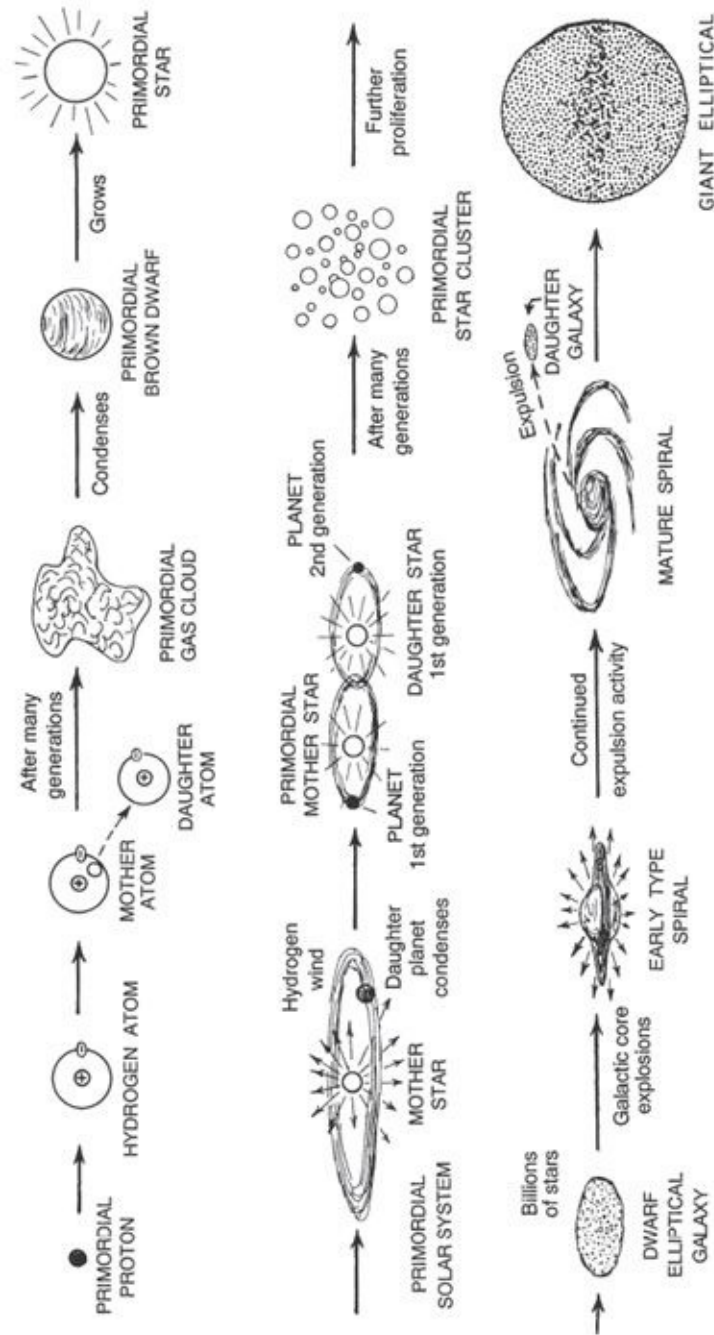 PRIMORDIAL
PROTON
HYDROGEN ATOM
MOTHER
ATOM
DAUGHTER
ATOM
After many
generations
PRIMORDIAL
GAS CLOUD
Condenses
PRIMORDIAL
BROWN DWARF
Grows
PRIMORDIAL
STAR
PRIMORDIAL
SOLAR SYSTEM
MOTHER
STAR
Hydrogen
wind
Daughter
planet
condenses
PRIMORDIAL
MOTHER STAR
PLANET
1st generation
DAUGHTER STAR
1st generation
PLANET
2nd generation
After many
generations
PRIMORDIAL
STAR CLUSTER
Further
proliferation
Billions
of stars
DWARF
ELLIPTICAL
GALAXY
Galactic core
explosions
EARLY TYPE
SPIRAL
Continued
expulsion activity
MATURE SPIRAL
Expulsion
DAUGHTER
GALAXY
GIANT ELLIPTICAL